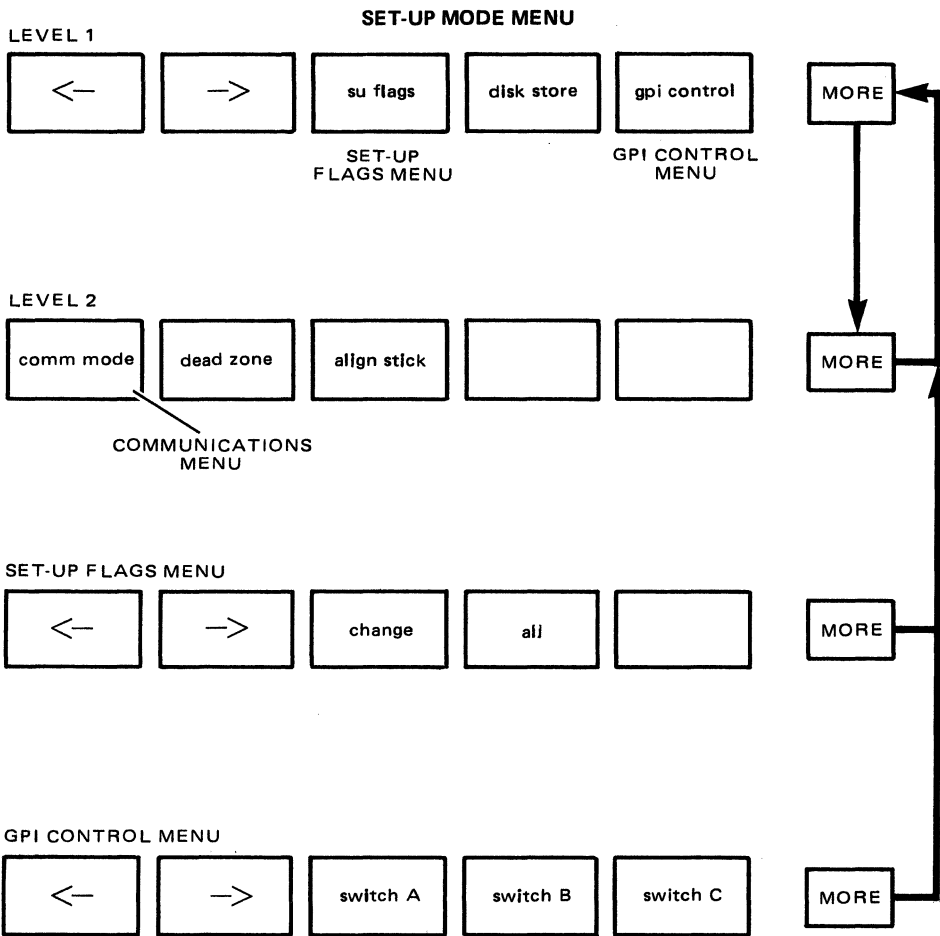 SET-UP MODE MENU
LEVEL 1
<— —> su flags disk store gpi control MORE
SET-UP
FLAGS MENU
GPI CONTROL
MENU
LEVEL 2
comm mode dead zone align stick MORE
COMMUNICATIONS
MENU
SET-UP FLAGS MENU
<— —> change all MORE
GPI CONTROL MENU
<— —> switch A switch B switch C MORE